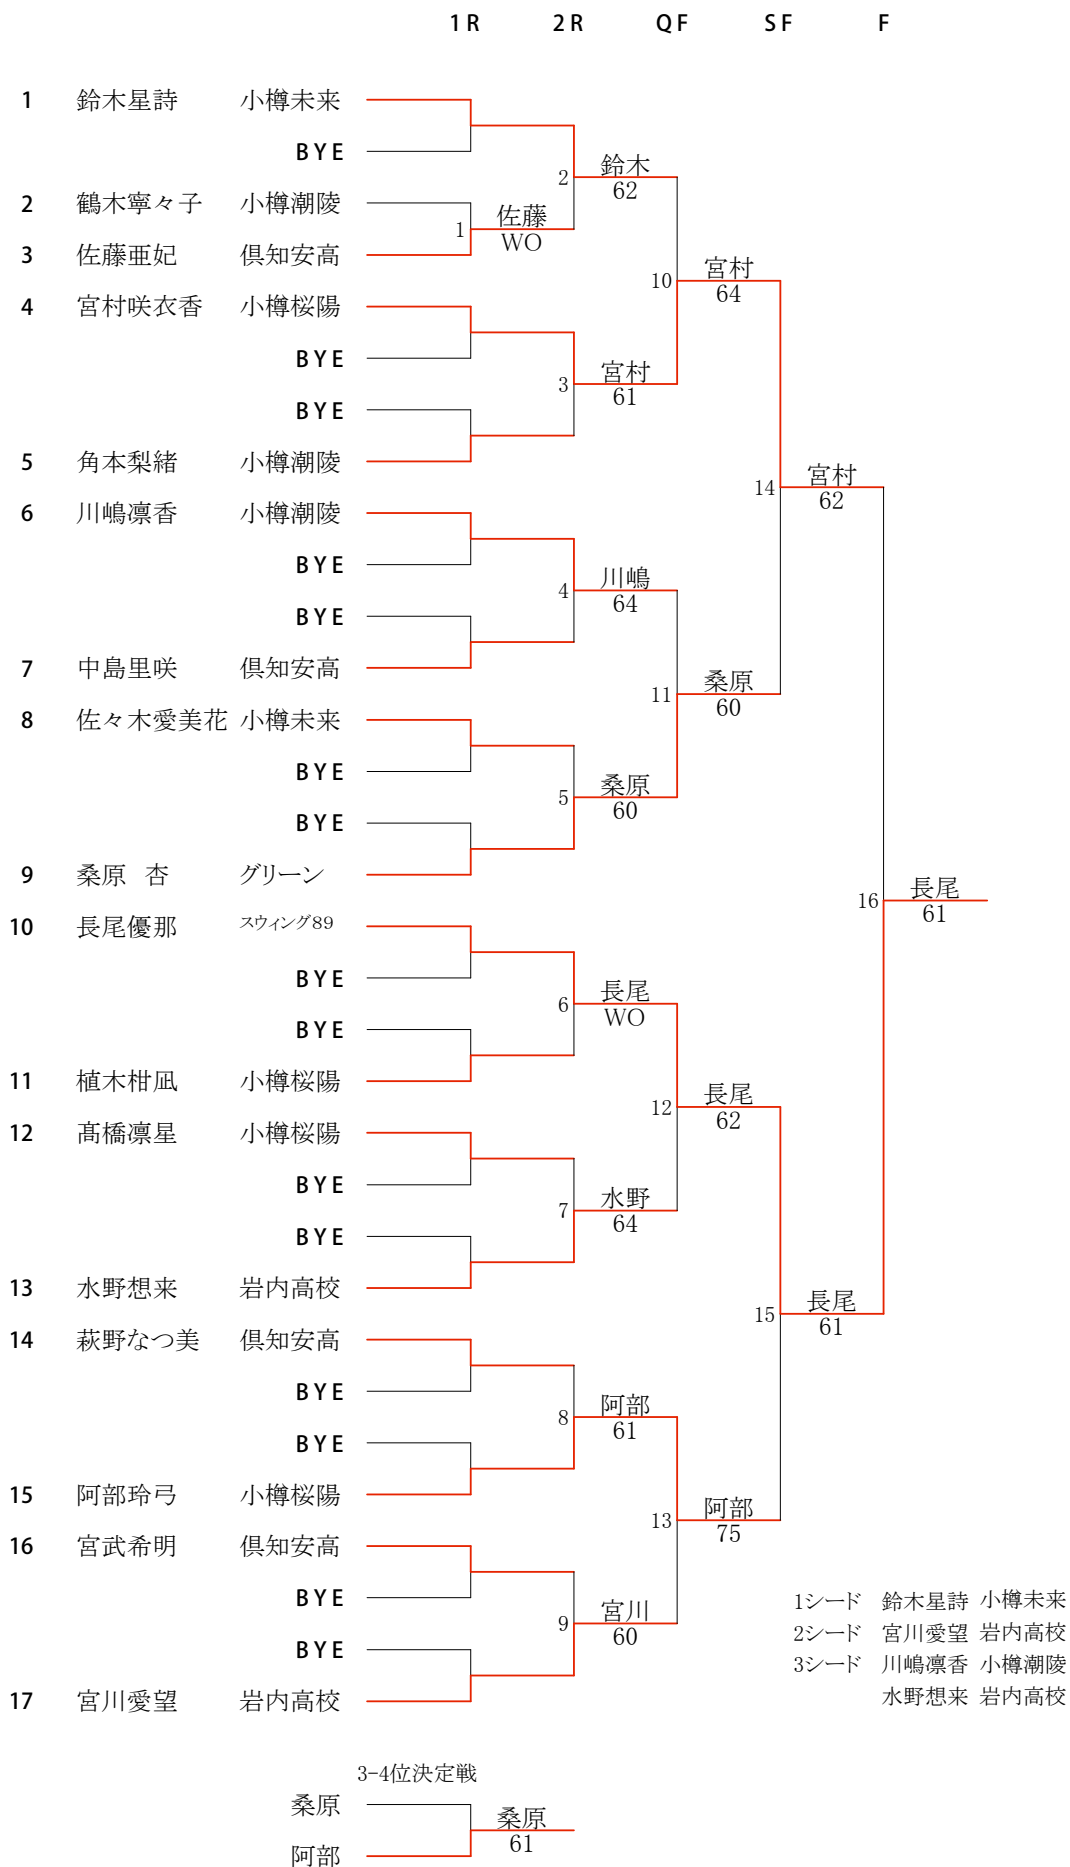 1R 2R QF SF F
1 鈴木星詩 小樽未来
BYE
2 鈴木
62
2 鶴木寧々子 小樽潮陵
1 佐藤
WO
3 佐藤亜妃 倶知安高
10 宮村
64
4 宮村咲衣香 小樽桜陽
BYE
3 宮村
61
BYE
5 角本梨緒 小樽潮陵
14 宮村
62
6 川嶋凛香 小樽潮陵
BYE
4 川嶋
64
BYE
7 中島里咲 倶知安高
11 桑原
60
8 佐々木愛美花 小樽未来
BYE
5 桑原
60
BYE
9 桑原 杏 グリーン
16 長尾
61
10 長尾優那 スウィング89
BYE
6 長尾
WO
BYE
11 植木柑凪 小樽桜陽
12 長尾
62
12 髙橋凛星 小樽桜陽
BYE
7 水野
64
BYE
13 水野想来 岩内高校
15 長尾
61
14 萩野なつ美 倶知安高
BYE
8 阿部
61
BYE
15 阿部玲弓 小樽桜陽
13 阿部
75
16 宮武希明 倶知安高
BYE
9 宮川
60
BYE
17 宮川愛望 岩内高校
1シード 鈴木星詩 小樽未来
2シード 宮川愛望 岩内高校
3シード 川嶋凛香 小樽潮陵
水野想来 岩内高校
3-4位決定戦
桑原
桑原
61
阿部